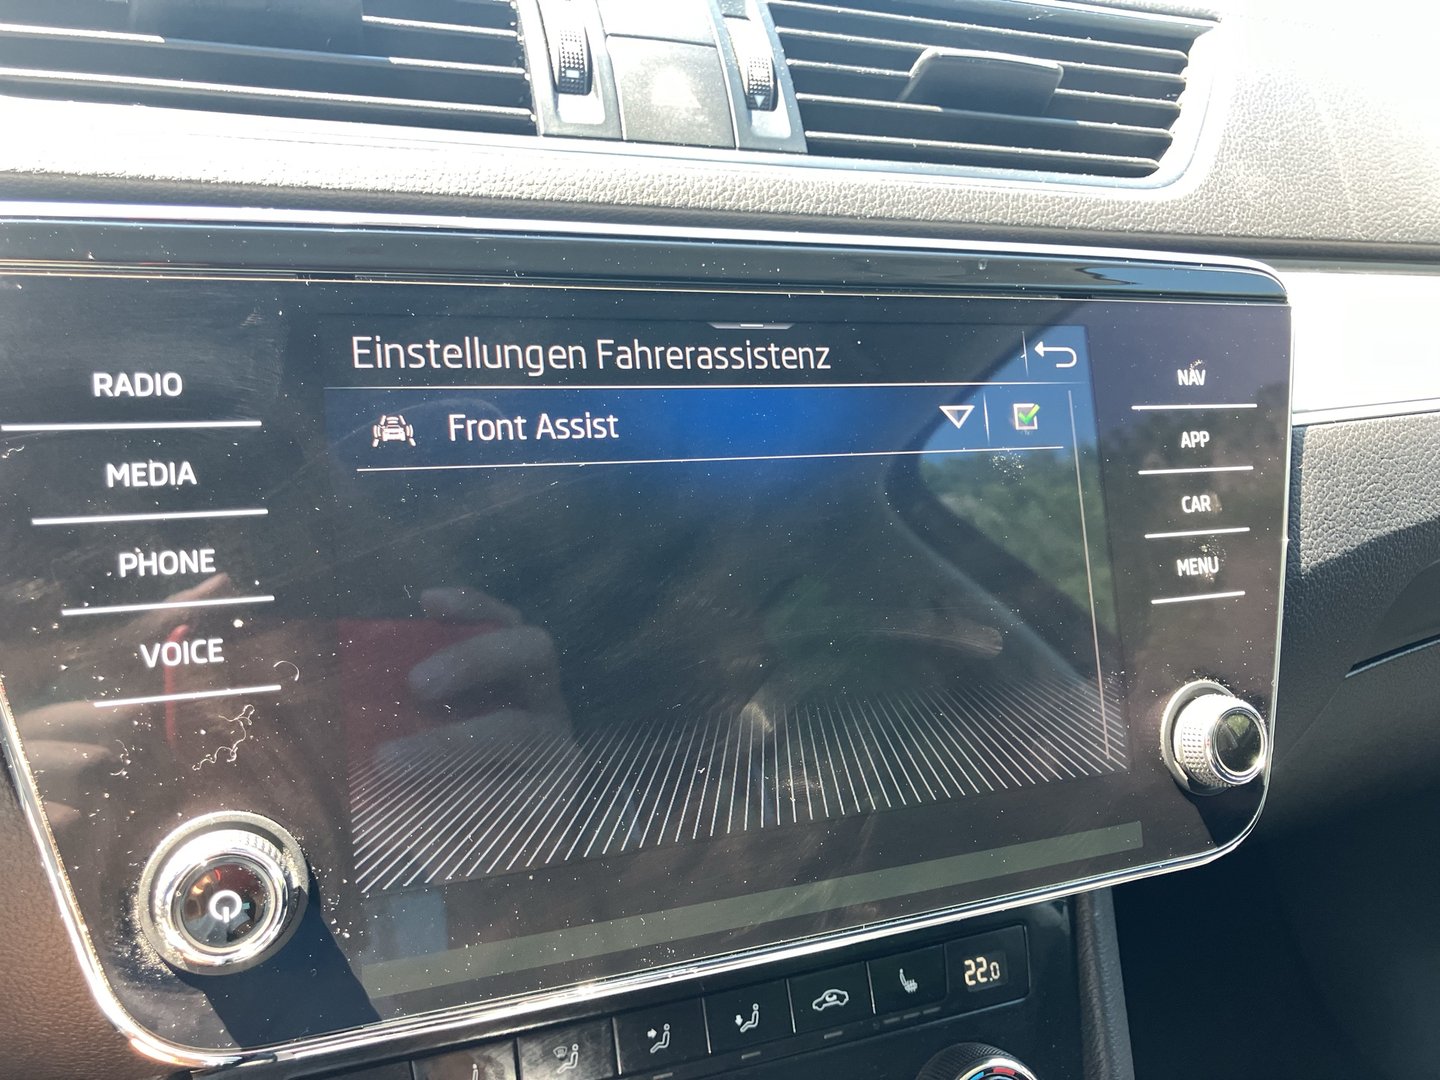 Einstellungen Fahrerassistenz
Front Assist
RADIO
MEDIA
PHONE
VOICE
NAV
APP
CAR
MENU
22.0